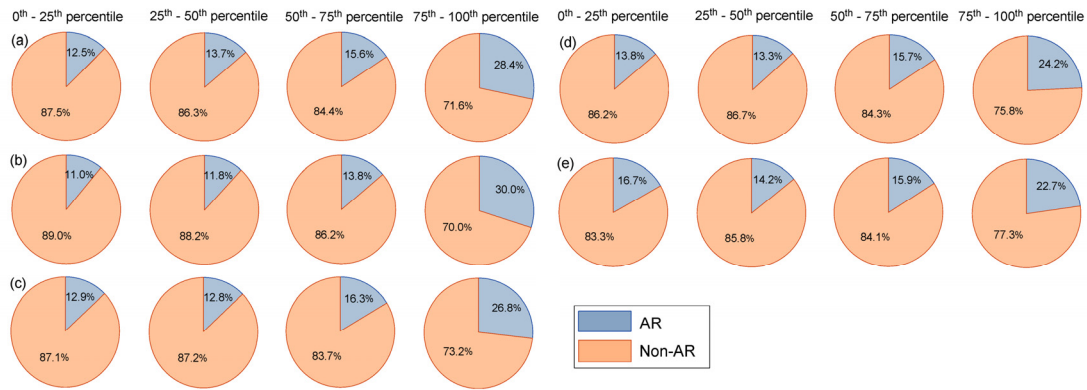 0th - 25th percentile 25th - 50th percentile 50th - 75th percentile 75th - 100th percentile 0th - 25th percentile 25th - 50th percentile 50th - 75th percentile 75th - 100th percentile
(a) 12.5% 13.7% 15.6% 28.4% (d) 13.8% 13.3% 15.7% 24.2%
87.5% 86.3% 84.4% 71.6% 86.2% 86.7% 84.3% 75.8%
(b) 11.0% 11.8% 13.8% 30.0% (e) 16.7% 14.2% 15.9% 22.7%
89.0% 88.2% 86.2% 70.0% 83.3% 85.8% 84.1% 77.3%
(c) 12.9% 12.8% 16.3% 26.8%
87.1% 87.2% 83.7% 73.2%
AR
Non-AR